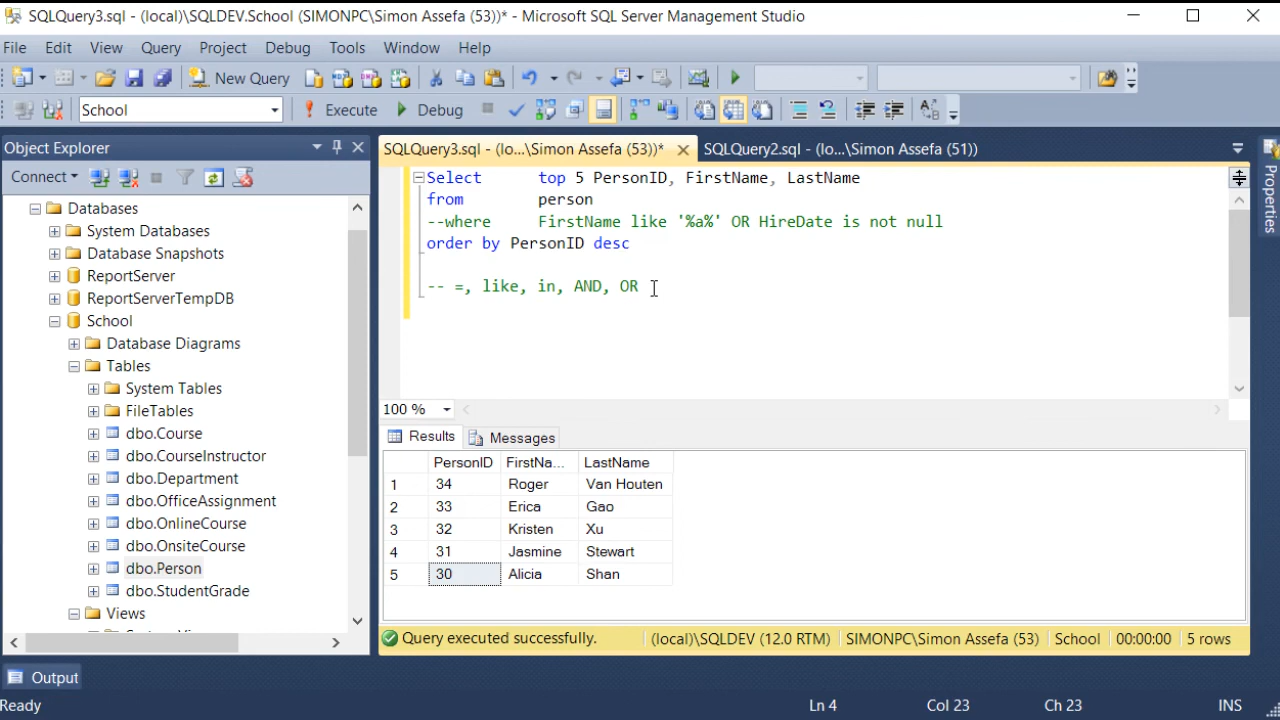 SQLQuery3.sql - (local)\SQLDEV.School (SIMONPC\Simon Assefa (53))* - Microsoft SQL Server Management Studio
File Edit View Query Project Debug Tools Window Help
New Query
School Execute Debug
Object Explorer
Connect
Databases
System Databases
Database Snapshots
ReportServer
ReportServerTempDB
School
Database Diagrams
Tables
System Tables
FileTables
dbo.Course
dbo.CourseInstructor
dbo.Department
dbo.OfficeAssignment
dbo.OnlineCourse
dbo.OnsiteCourse
dbo.Person
dbo.StudentGrade
Views
SQLQuery3.sql - (lo...\Simon Assefa (53))* SQLQuery2.sql - (lo...\Simon Assefa (51))
Select top 5 PersonID, FirstName, LastName
from person
--where FirstName like '%a%' OR HireDate is not null
order by PersonID desc
-- =, like, in, AND, OR
100 %
Results Messages
PersonID FirstNa... LastName
1 34 Roger Van Houten
2 33 Erica Gao
3 32 Kristen Xu
4 31 Jasmine Stewart
5 30 Alicia Shan
Query executed successfully. (local)\SQLDEV (12.0 RTM) SIMONPC\Simon Assefa (53) School 00:00:00 5 rows
Properties
Output
Ready Ln 4 Col 23 Ch 23 INS